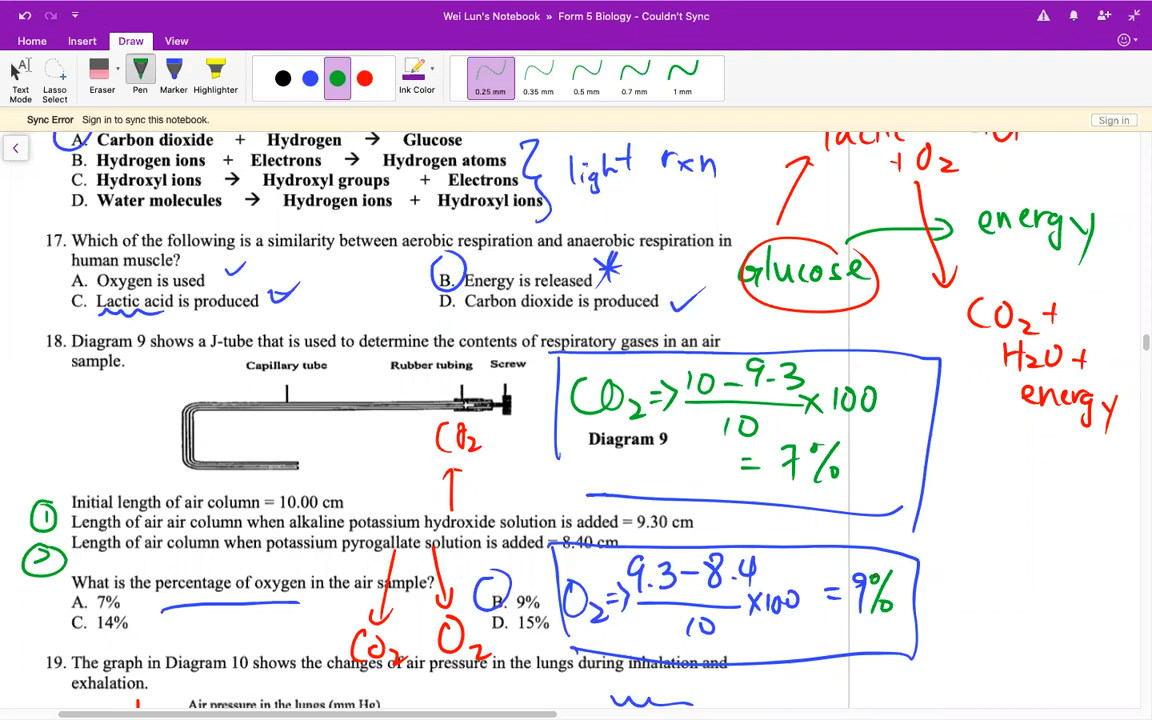 Wei Lun's Notebook » Form 5 Biology - Couldn't Sync
Home Insert Draw View
Text Mode
Lasso Select
Eraser
Pen
Marker
Highlighter
Ink Color
0.25 mm 0.35 mm 0.5 mm 0.7 mm 1 mm
Sync Error Sign in to sync this notebook. Sign in
A. Carbon dioxide + Hydrogen → Glucose
B. Hydrogen ions + Electrons → Hydrogen atoms
C. Hydroxyl ions → Hydroxyl groups + Electrons
D. Water molecules → Hydrogen ions + Hydroxyl ions
light rxn
lactic
+ O2
energy
Glucose
CO2 +
H2O +
energy
17. Which of the following is a similarity between aerobic respiration and anaerobic respiration in
human muscle?
A. Oxygen is used B. Energy is released
C. Lactic acid is produced D. Carbon dioxide is produced
18. Diagram 9 shows a J-tube that is used to determine the contents of respiratory gases in an air
sample.
Capillary tube Rubber tubing Screw
CO2
Diagram 9
CO2 => 10 - 9.3 / 10 × 100
= 7%
Initial length of air column = 10.00 cm
① Length of air air column when alkaline potassium hydroxide solution is added = 9.30 cm
② Length of air column when potassium pyrogallate solution is added = 8.40 cm
What is the percentage of oxygen in the air sample?
A. 7% B. 9%
C. 14% D. 15%
CO2 O2
O2 => 9.3 - 8.4 / 10 × 100 = 9%
19. The graph in Diagram 10 shows the changes of air pressure in the lungs during inhalation and
exhalation.
Air pressure in the lungs (mm Hg)